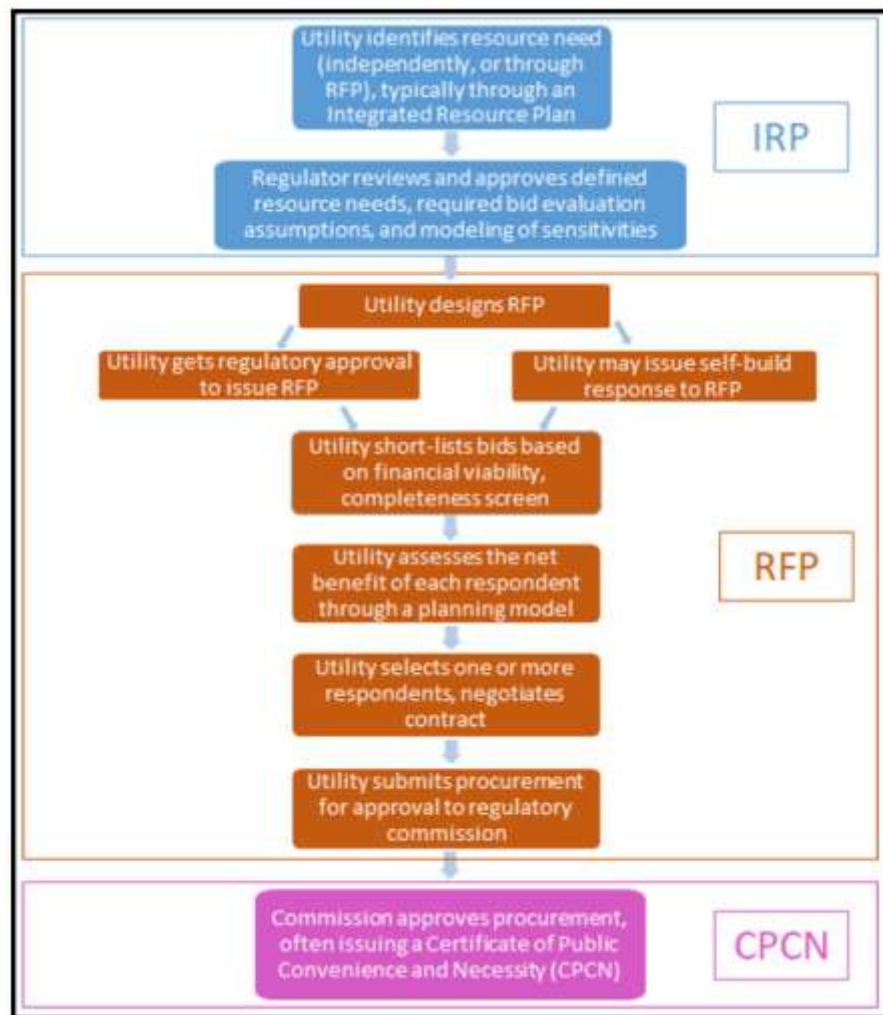 Utility identifies resource need
(independently, or through
RFP), typically through an
Integrated Resource Plan
IRP
Regulator reviews and approves defined
resource needs, required bid evaluation
assumptions, and modeling of sensitivities
Utility designs RFP
Utility gets regulatory approval
to issue RFP
Utility may issue self-build
response to RFP
Utility short-lists bids based
on financial viability,
completeness screen
Utility assesses the net
benefit of each respondent
through a planning model
RFP
Utility selects one or more
respondents, negotiates
contract
Utility submits procurement
for approval to regulatory
commission
Commission approves procurement,
often issuing a Certificate of Public
Convenience and Necessity (CPCN)
CPCN